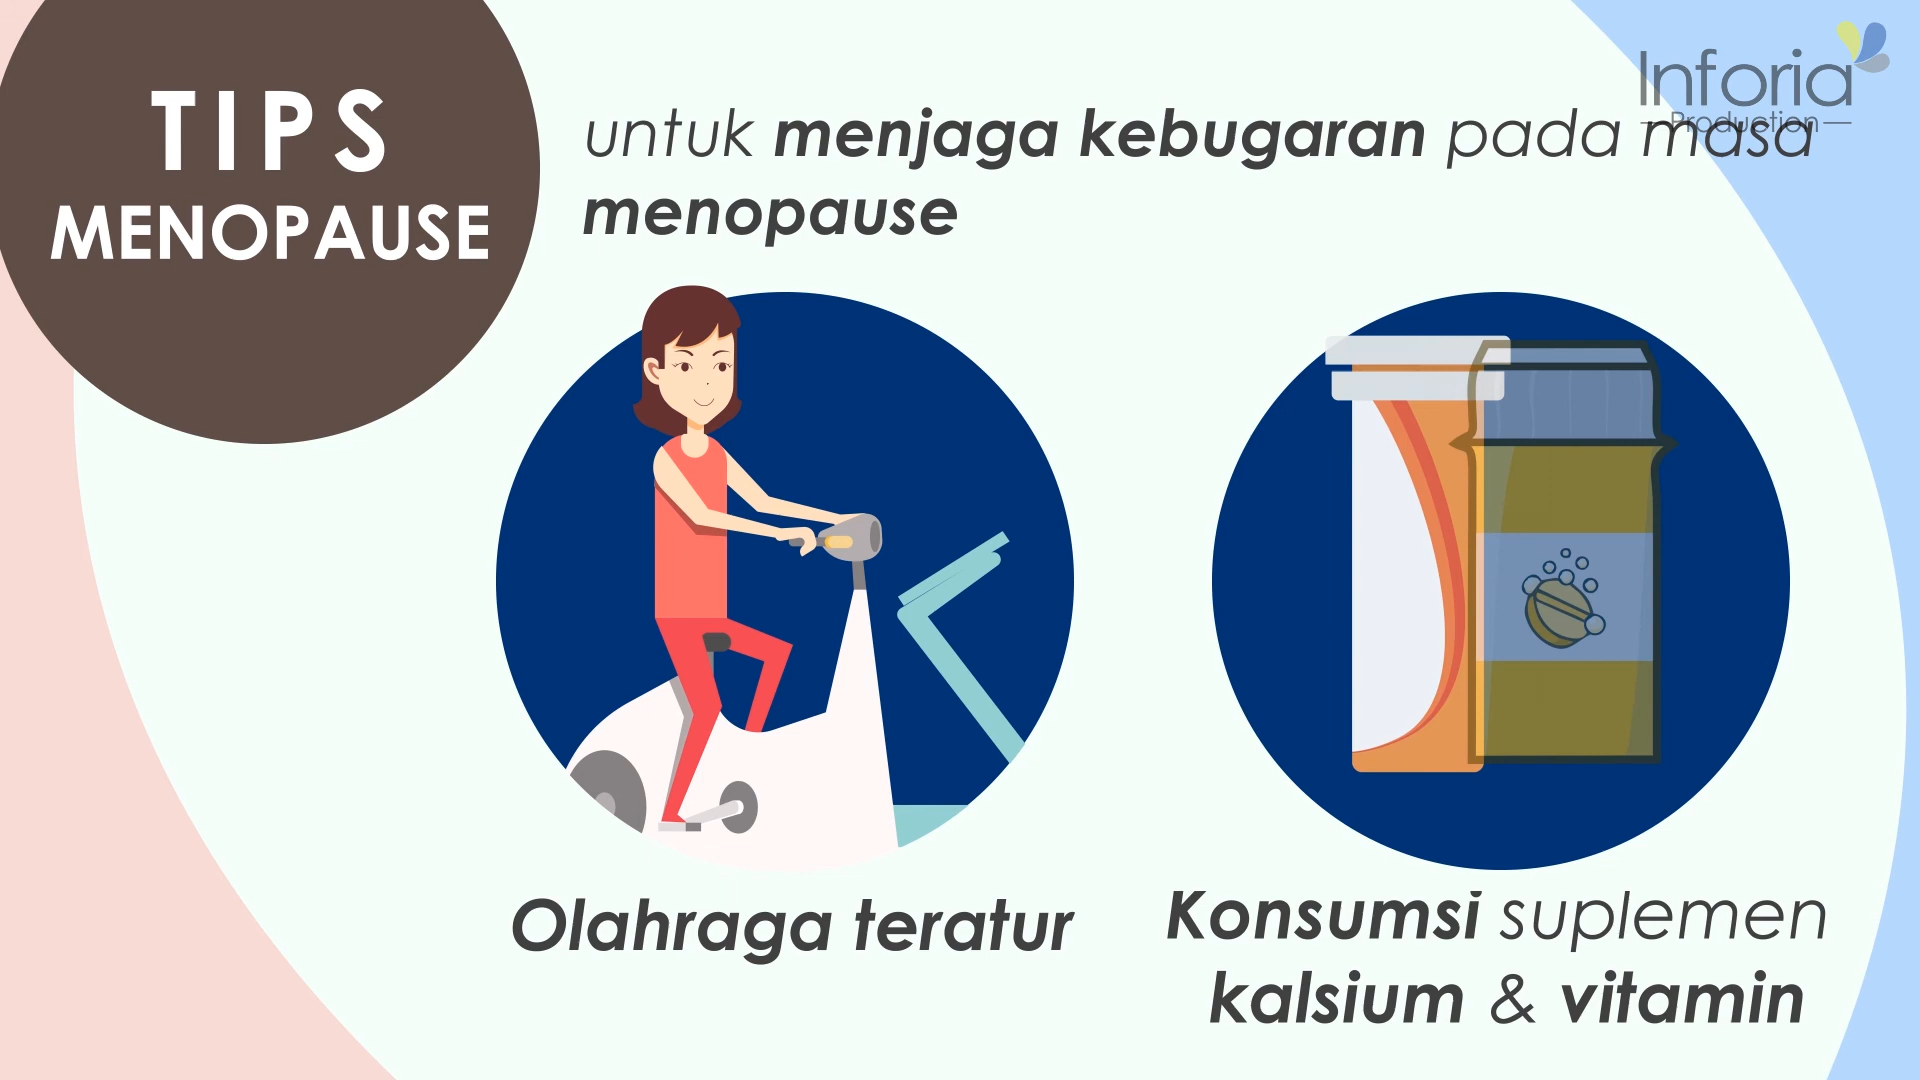 TIPS
MENOPAUSE
Inforia
Production
untuk menjaga kebugaran pada masa
menopause
Olahraga teratur
Konsumsi suplemen
kalsium & vitamin